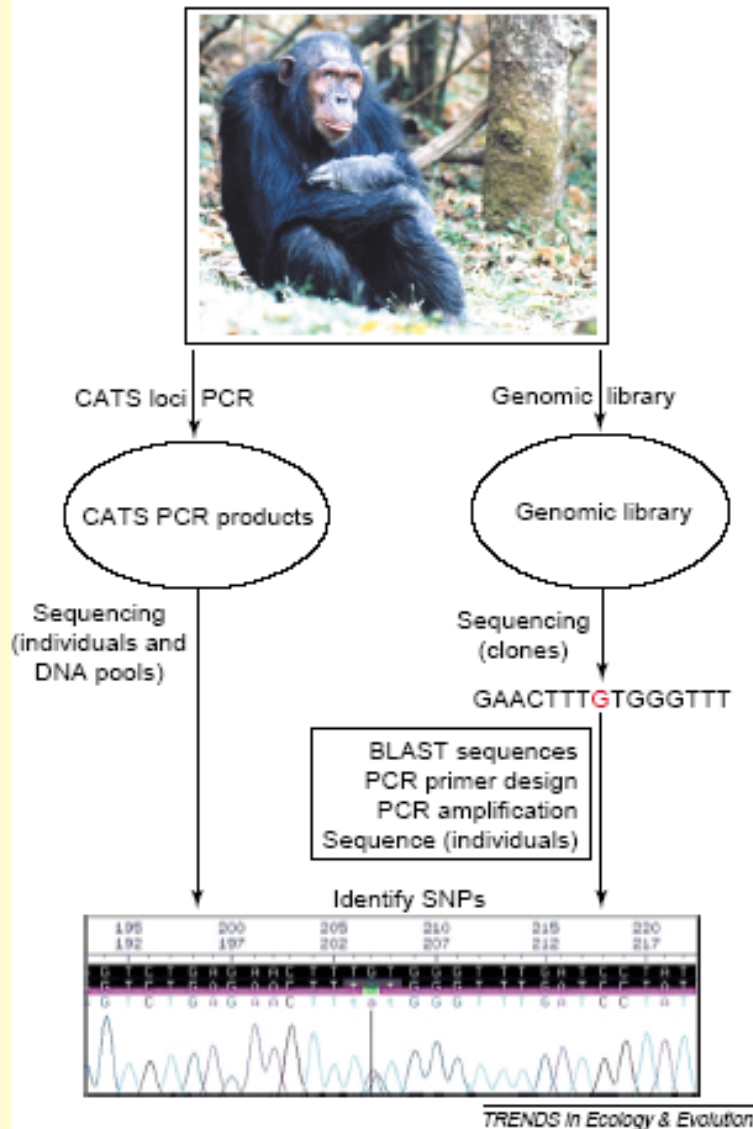 CATS loci PCR
Genomic library
CATS PCR products
Genomic library
Sequencing
(individuals and
DNA pools)
Sequencing
(clones)
GAACTTTGTGGGTTT
BLAST sequences
PCR primer design
PCR amplification
Sequence (individuals)
Identify SNPs
195 200 205 210 215 220
192 197 202 207 212 217
TRENDS in Ecology & Evolution